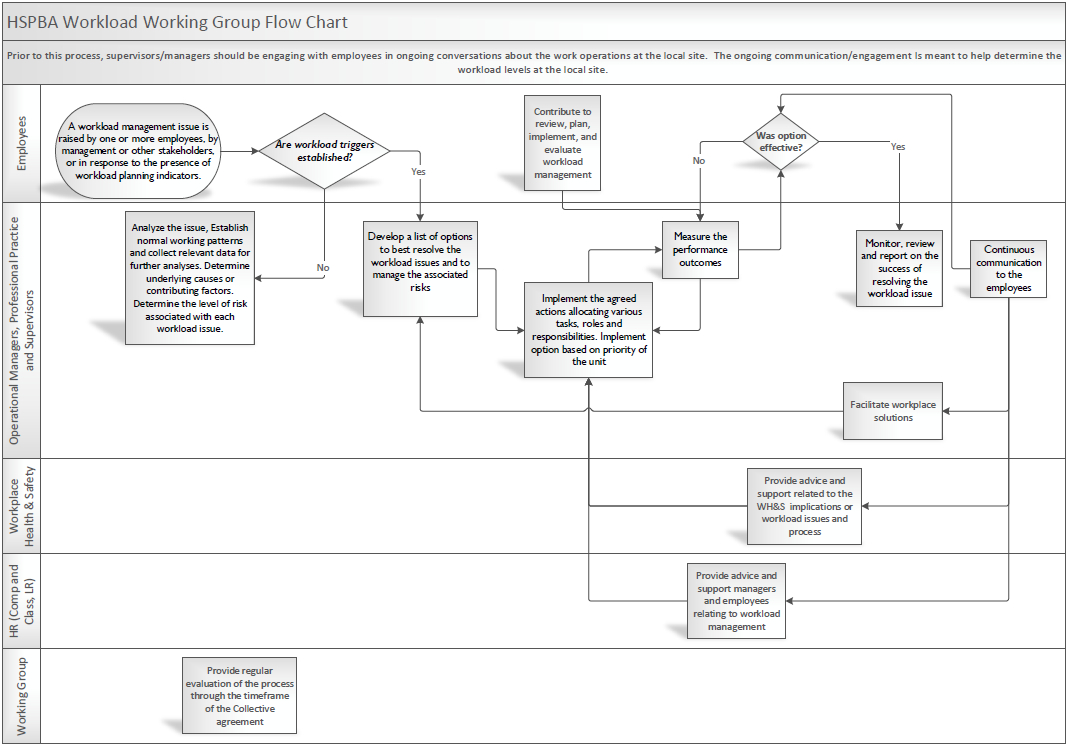 HSPBA Workload Working Group Flow Chart
Prior to this process, supervisors/managers should be engaging with employees in ongoing conversations about the work operations at the local site. The ongoing communication/engagement Is meant to help determine the
workload levels at the local site.
Employees
A workload management issue is
raised by one or more employees, by
management or other stakeholders,
or in response to the presence of
workload planning indicators.
Are workload triggers
established?
Yes
No
Contribute to
review, plan,
implement, and
evaluate
workload
management
No
Was option
effective?
Yes
Operational Managers, Professional Practice
and Supervisors
Analyze the issue, Establish
normal working patterns
and collect relevant data for
further analyses. Determine
underlying causes or
contributing factors.
Determine the level of risk
associated with each
workload issue.
Develop a list of options
to best resolve the
workload issues and to
manage the associated
risks
Implement the agreed
actions allocating various
tasks, roles and
responsibilities. Implement
option based on priority of
the unit
Measure the
performance
outcomes
Monitor, review
and report on the
success of
resolving the
workload issue
Continuous
communication
to the
employees
Facilitate workplace
solutions
Workplace
Health & Safety
Provide advice and
support related to the
WH&S implications or
workload issues and
process
HR (Comp and
Class, LR)
Provide advice and
support managers
and employees
relating to workload
management
Working Group
Provide regular
evaluation of the process
through the timeframe
of the Collective
agreement